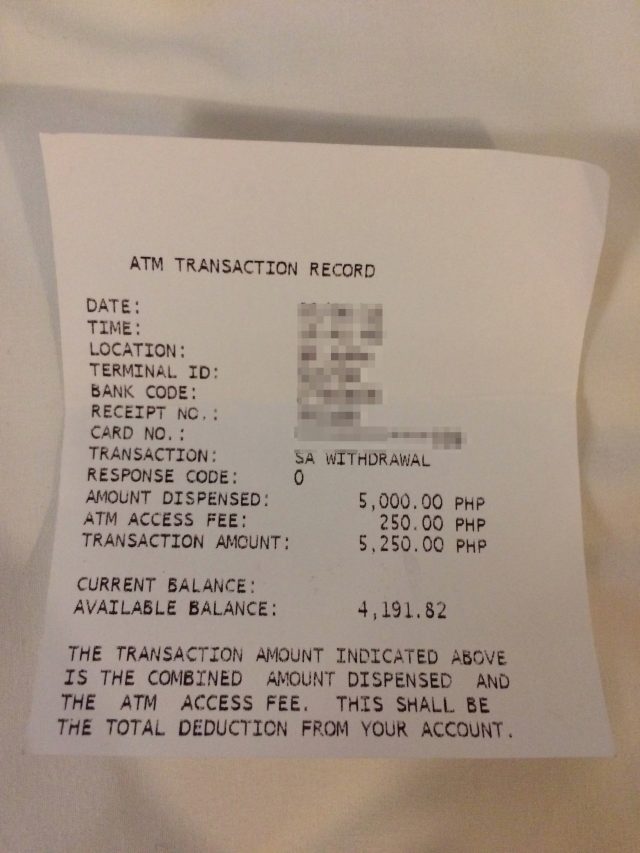 ATM TRANSACTION RECORD
DATE:
TIME:
LOCATION:
TERMINAL ID:
BANK CODE:
RECEIPT NO.:
CARD NO.:
TRANSACTION: SA WITHDRAWAL
RESPONSE CODE: 0
AMOUNT DISPENSED: 5,000.00 PHP
ATM ACCESS FEE: 250.00 PHP
TRANSACTION AMOUNT: 5,250.00 PHP
CURRENT BALANCE:
AVAILABLE BALANCE: 4,191.82
THE TRANSACTION AMOUNT INDICATED ABOVE
IS THE COMBINED AMOUNT DISPENSED AND
THE ATM ACCESS FEE. THIS SHALL BE
THE TOTAL DEDUCTION FROM YOUR ACCOUNT.